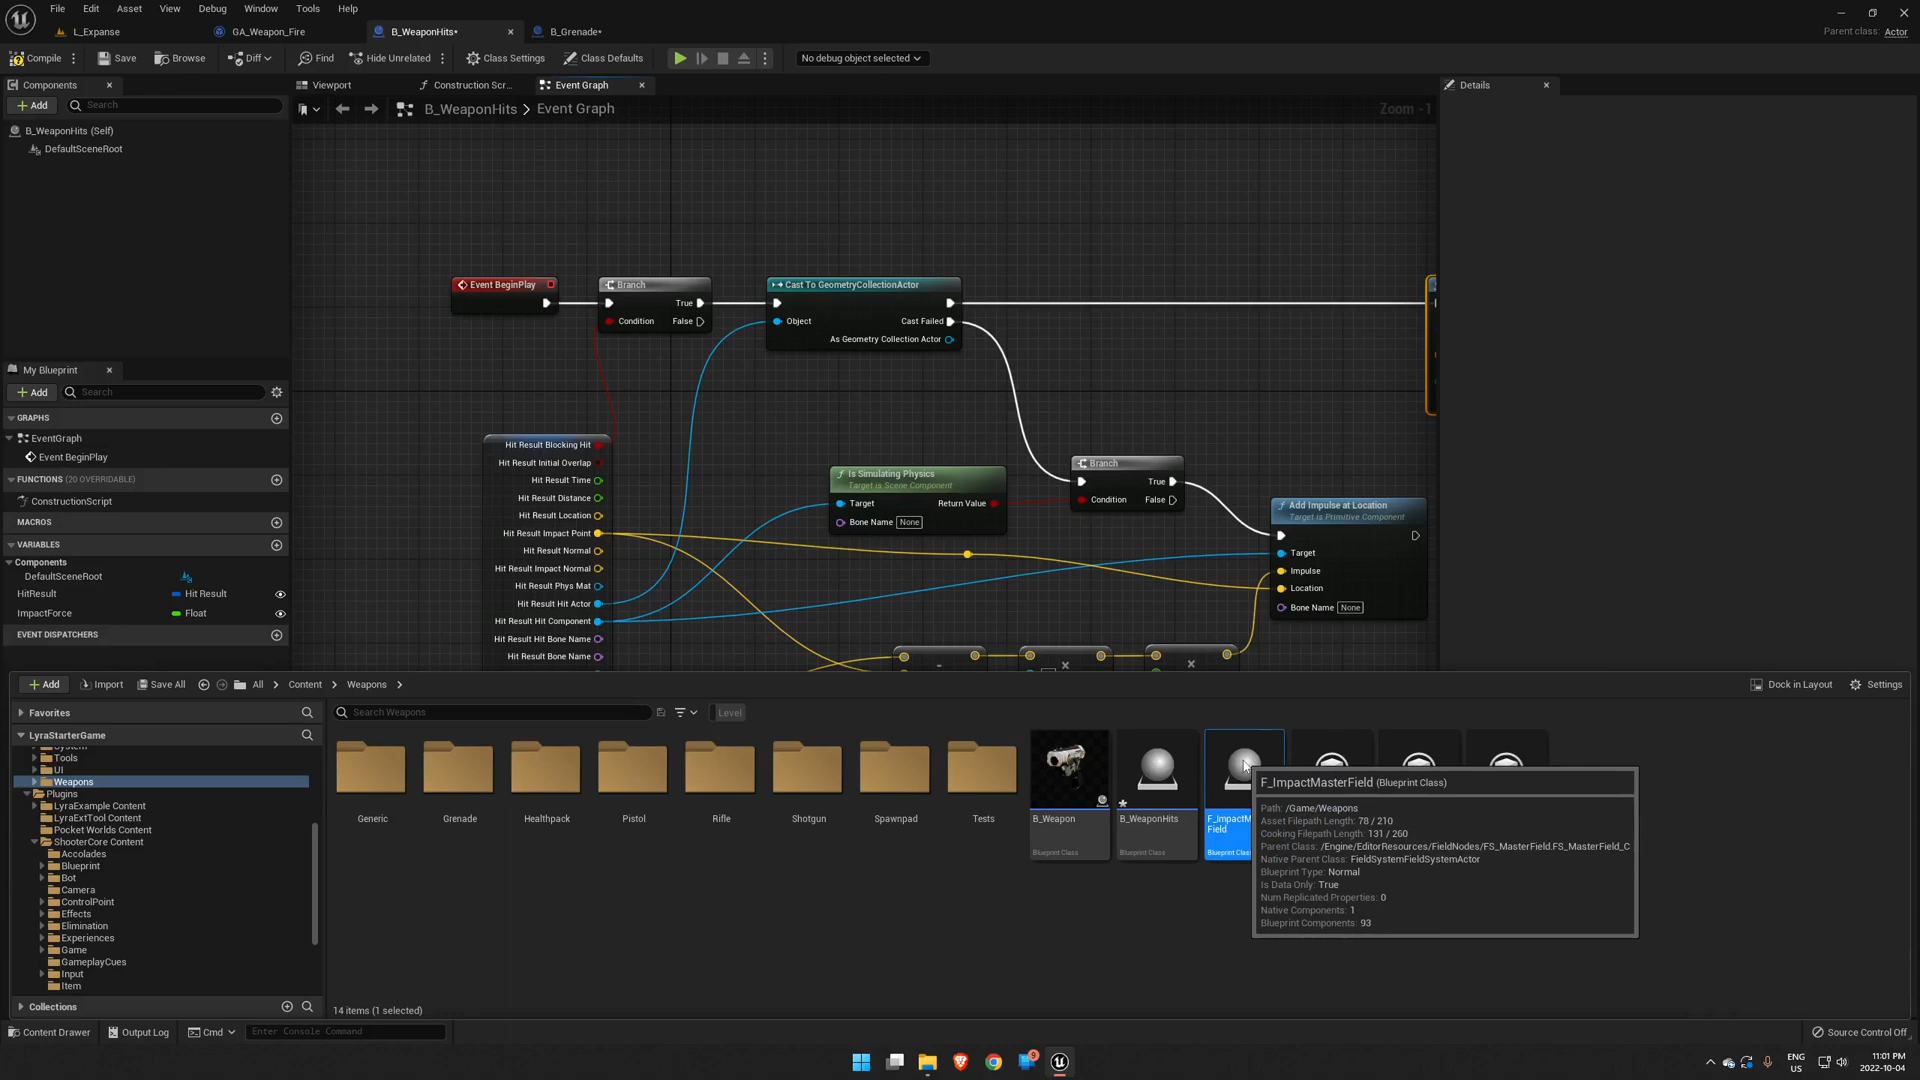 File Edit Asset View Debug Window Tools Help
L_Expanse GA_Weapon_Fire B_WeaponHits* B_Grenade*
Parent class: Actor
Compile Save Browse Diff Find Hide Unrelated Class Settings Class Defaults No debug object selected
Components
Viewport Construction Scr... Event Graph
Details
Add Search
B_WeaponHits > Event Graph
Zoom -1
B_WeaponHits (Self)
DefaultSceneRoot
Event BeginPlay
Branch
True
Condition False
Cast To GeometryCollectionActor
Object Cast Failed
As Geometry Collection Actor
My Blueprint
Add Search
GRAPHS
EventGraph
Event BeginPlay
FUNCTIONS (20 OVERRIDABLE)
ConstructionScript
MACROS
VARIABLES
Components
DefaultSceneRoot
HitResult Hit Result
ImpactForce Float
EVENT DISPATCHERS
Hit Result Blocking Hit
Hit Result Initial Overlap
Hit Result Time
Hit Result Distance
Hit Result Location
Hit Result Impact Point
Hit Result Normal
Hit Result Impact Normal
Hit Result Phys Mat
Hit Result Hit Actor
Hit Result Hit Component
Hit Result Hit Bone Name
Hit Result Bone Name
Is Simulating Physics
Target is Scene Component
Target Return Value
Bone Name None
Branch
True
Condition False
Add Impulse at Location
Target is Primitive Component
Target
Impulse
Location
Bone Name None
Add Import Save All All > Content > Weapons >
Dock in Layout Settings
Favorites
Search Weapons
Level
LyraStarterGame
System
Tools
UI
Weapons
Plugins
LyraExample Content
LyraExtTool Content
Pocket Worlds Content
ShooterCore Content
Accolades
Blueprint
Bot
Camera
ControlPoint
Effects
Elimination
Experiences
Game
GameplayCues
Input
Item
Collections
Generic Grenade Healthpack Pistol Rifle Shotgun Spawnpad Tests
B_Weapon
Blueprint Class
B_WeaponHits
Blueprint Class
F_ImpactM
Field
Blueprint Class
F_ImpactMasterField (Blueprint Class)
Path: /Game/Weapons
Asset Filepath Length: 78 / 210
Cooking Filepath Length: 131 / 260
Parent Class: /Engine/EditorResources/FieldNodes/FS_MasterField.FS_MasterField_C
Native Parent Class: FieldSystemFieldSystemActor
Blueprint Type: Normal
Is Data Only: True
Num Replicated Properties: 0
Native Components: 1
Blueprint Components: 93
14 items (1 selected)
Content Drawer Output Log Cmd Enter Console Command
Source Control Off
9
ENG
US
11:01 PM
2022-10-04